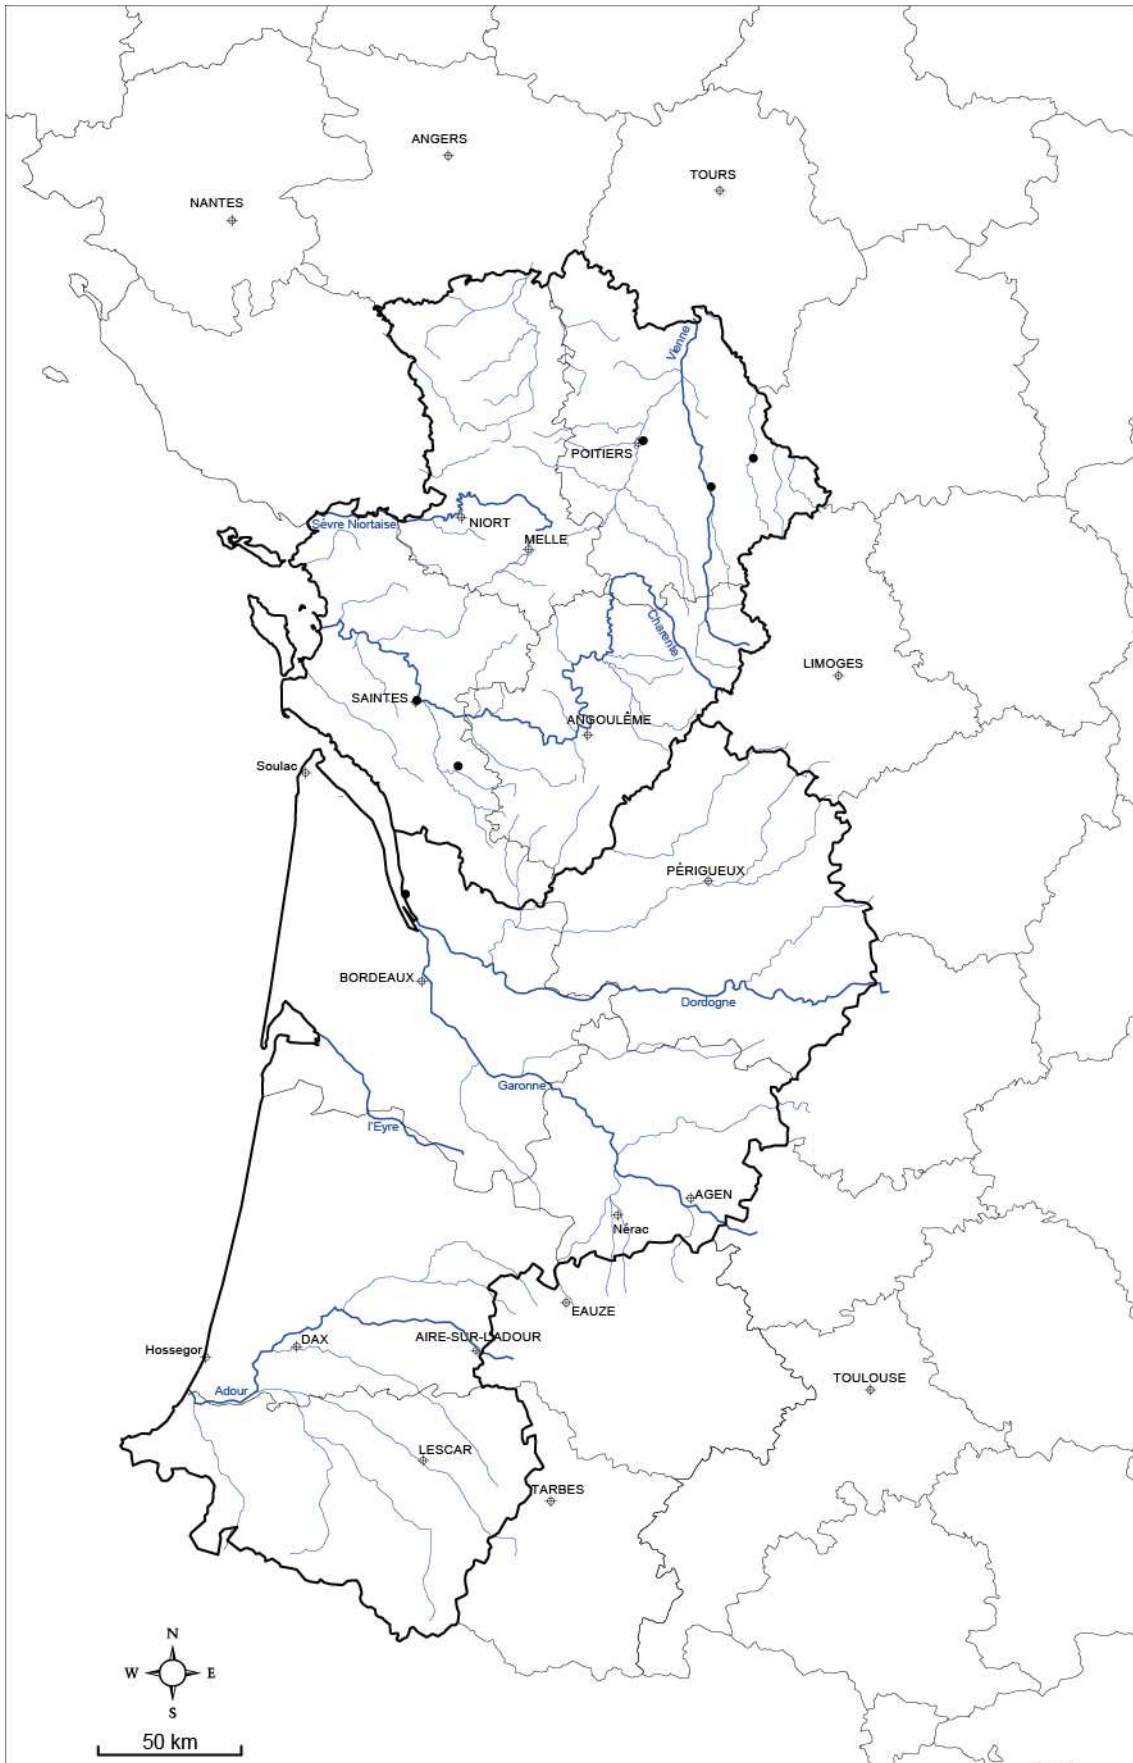 ANGERS
TOURS
NANTES
Vienne
POITIERS
Sèvre Niortaise
NIORT
MELLE
Charente
LIMOGES
SAINTES
ANGOULÊME
Soulac
PÉRIGUEUX
BORDEAUX
Dordogne
Garonne
l'Eyre
AGEN
Nérac
EAUZE
AIRE-SUR-L'ADOUR
DAX
Hossegor
TOULOUSE
Adour
LESCAR
TARBES
N
W E
S
50 km